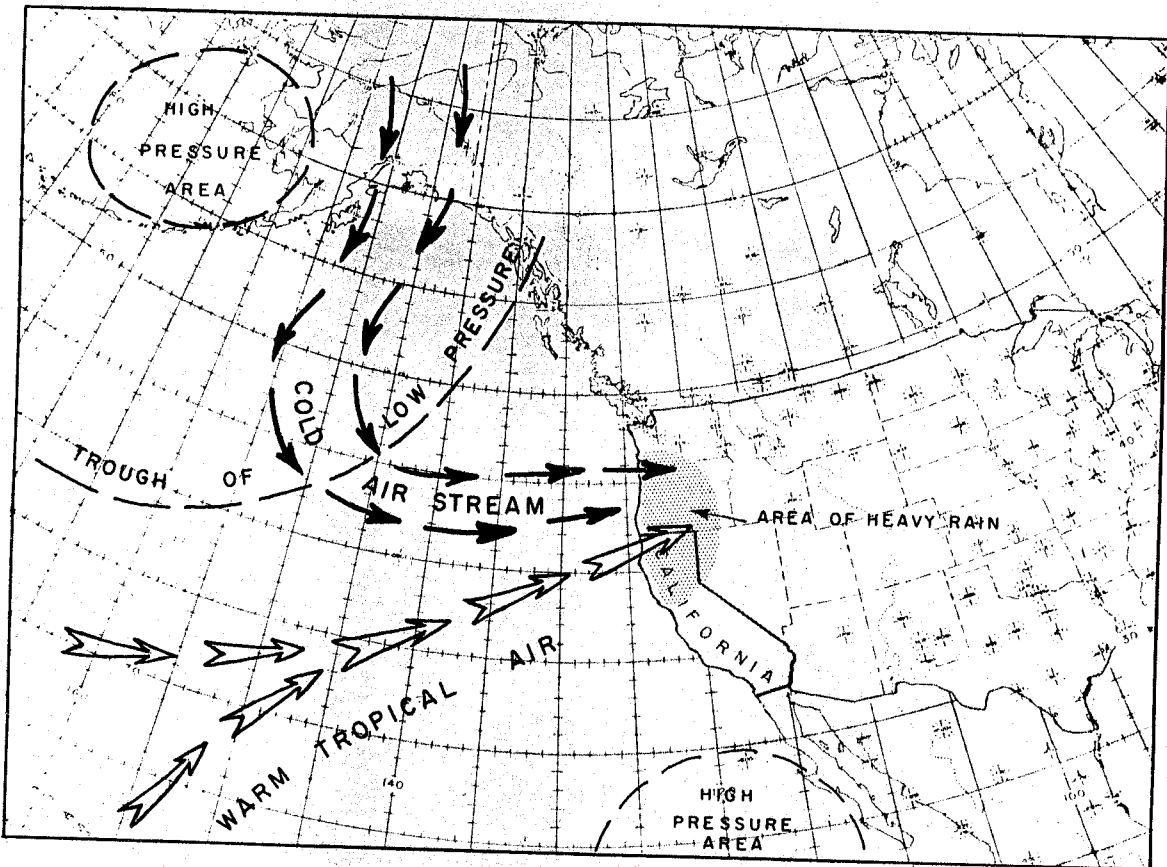 HIGH
PRESSURE
AREA
TROUGH OF LOW PRESSURE
COLD
AIR STREAM
AREA OF HEAVY RAIN
CALIFORNIA
WARM TROPICAL AIR
140
HIGH
PRESSURE
AREA
100